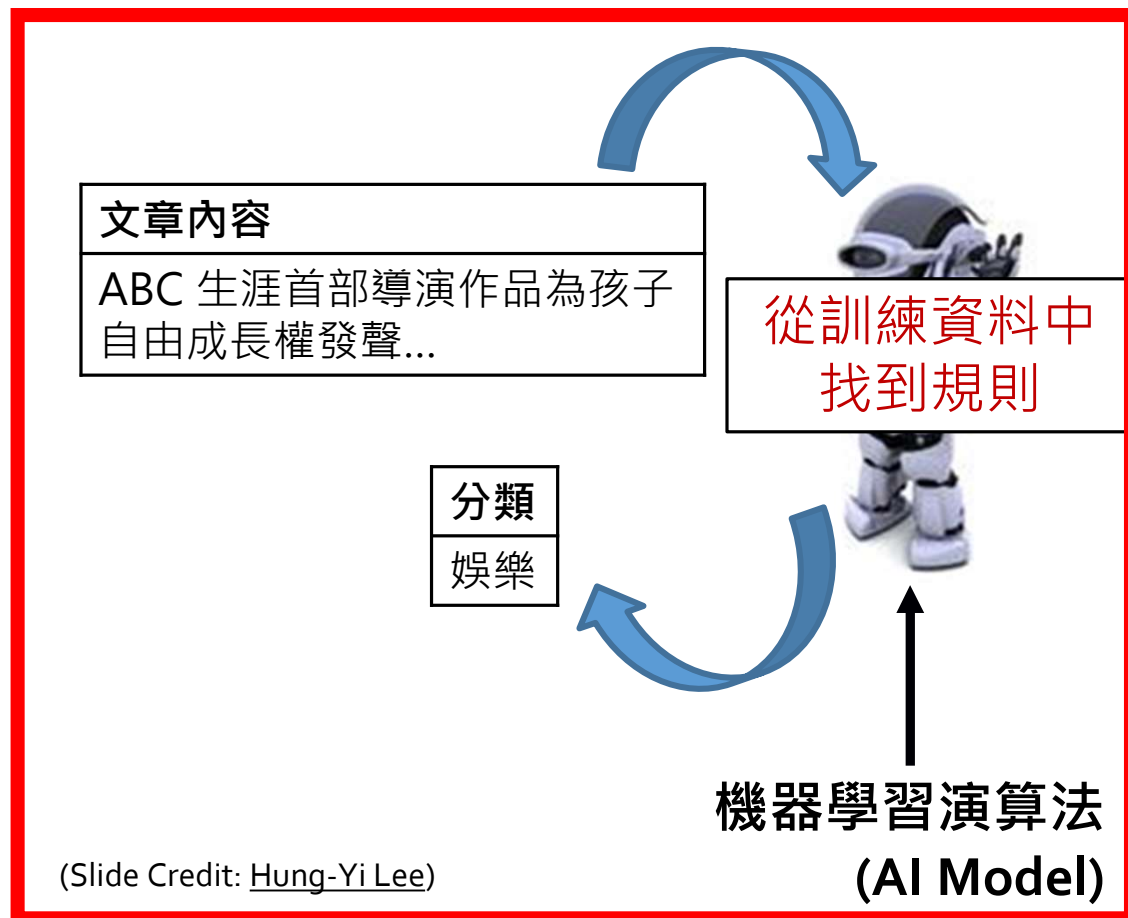 文章內容
ABC 生涯首部導演作品為孩子
自由成長權發聲…
從訓練資料中
找到規則
分類
娛樂
機器學習演算法
(AI Model)
(Slide Credit: Hung-Yi Lee)